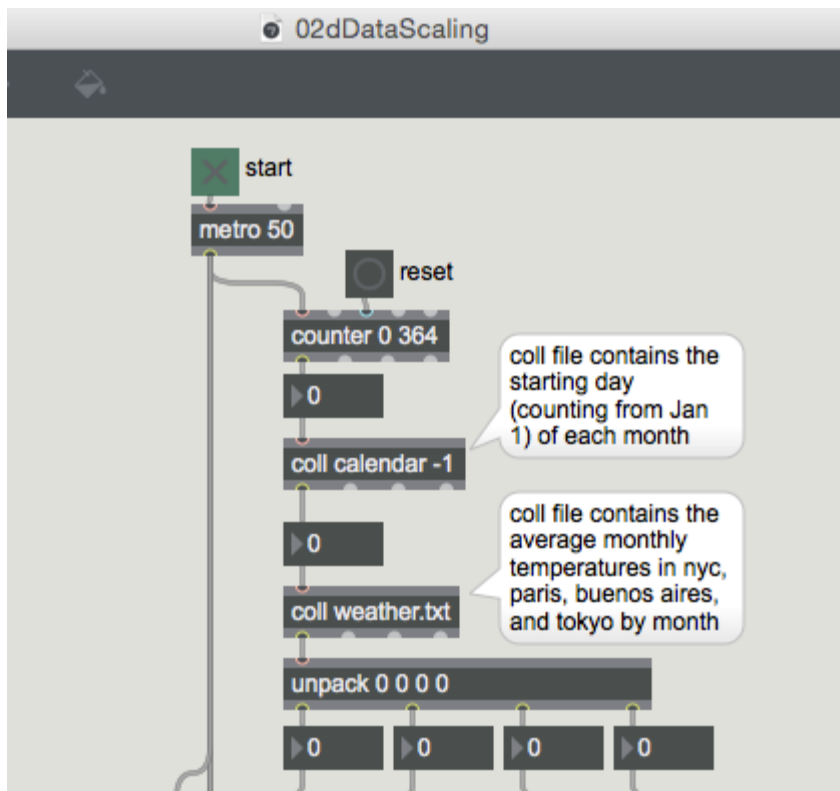 02dDataScaling
start
metro 50
reset
counter 0 364
coll file contains the
starting day
(counting from Jan
1) of each month
0
coll calendar -1
coll file contains the
average monthly
temperatures in nyc,
paris, buenos aires,
and tokyo by month
0
coll weather.txt
unpack 0 0 0 0
0 0 0 0